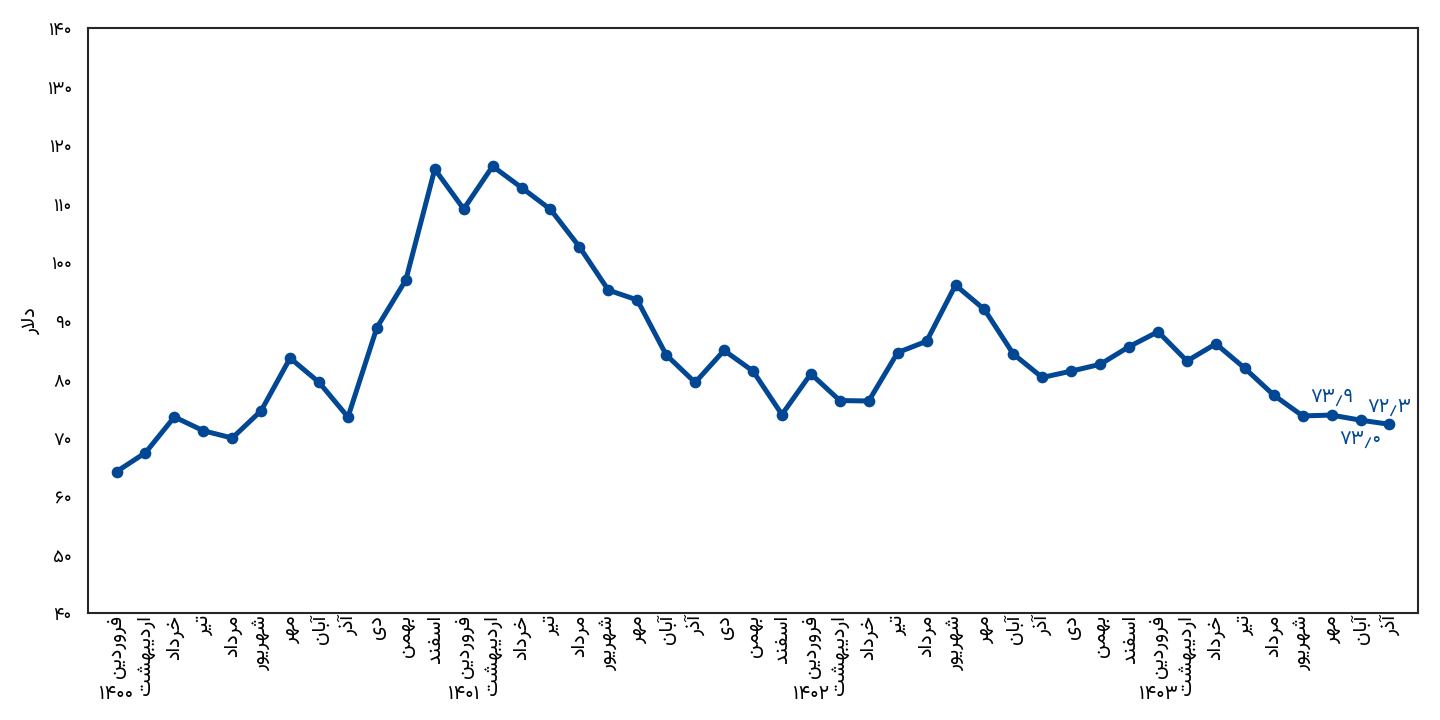 ۱۴۰
۱۳۰
۱۲۰
۱۱۰
۱۰۰
۹۰
۸۰
۷۰
۶۰
۵۰
۴۰
دلار
۷۳٫۹
۷۲٫۳
۷۳٫۰
فروردین
اردیبهشت
خرداد
تیر
مرداد
شهریور
مهر
آبان
آذر
دی
بهمن
اسفند
فروردین
اردیبهشت
خرداد
تیر
مرداد
شهریور
مهر
آبان
آذر
دی
بهمن
اسفند
فروردین
اردیبهشت
خرداد
تیر
مرداد
شهریور
مهر
آبان
آذر
دی
بهمن
اسفند
فروردین
اردیبهشت
خرداد
تیر
مرداد
شهریور
مهر
آبان
آذر
۱۴۰۰
۱۴۰۱
۱۴۰۲
۱۴۰۳